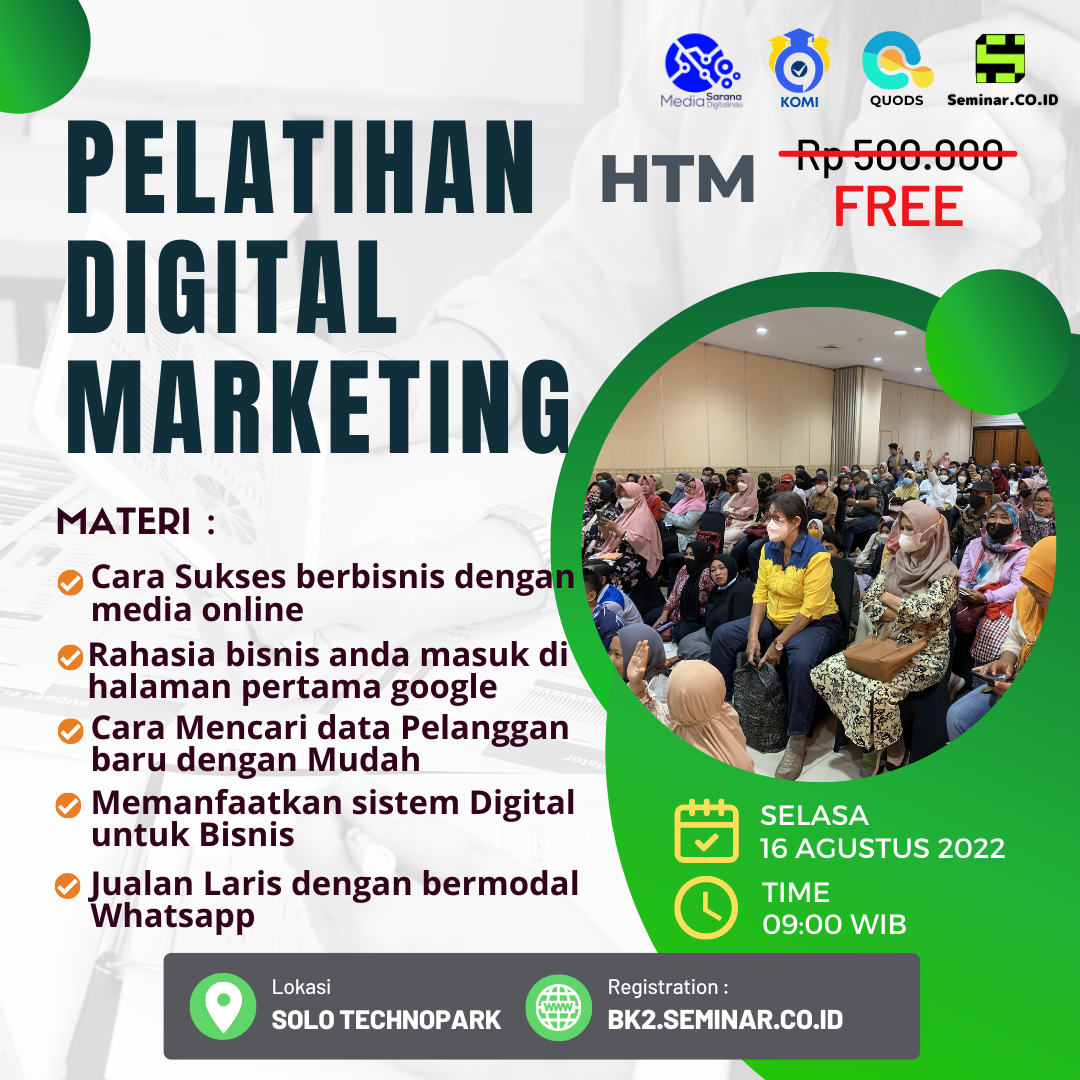 Media Sarana Digitalindo
KOMI
QUODS
Seminar.CO.ID
PELATIHAN
DIGITAL
MARKETING
HTM
Rp 500.000
FREE
MATERI :
Cara Sukses berbisnis dengan
media online
Rahasia bisnis anda masuk di
halaman pertama google
Cara Mencari data Pelanggan
baru dengan Mudah
Memanfaatkan sistem Digital
untuk Bisnis
Jualan Laris dengan bermodal
Whatsapp
SELASA
16 AGUSTUS 2022
TIME
09:00 WIB
Lokasi
SOLO TECHNOPARK
WWW
Registration :
BK2.SEMINAR.CO.ID